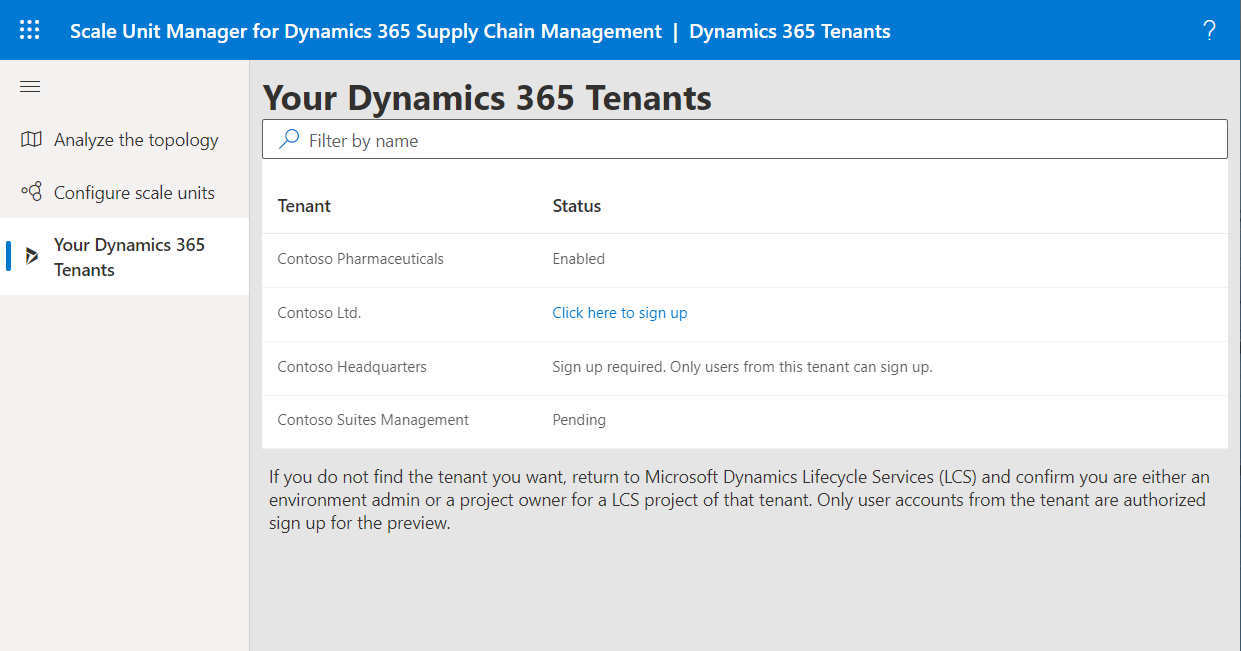 Scale Unit Manager for Dynamics 365 Supply Chain Management | Dynamics 365 Tenants ?
Analyze the topology
Configure scale units
Your Dynamics 365
Tenants
Your Dynamics 365 Tenants
Filter by name
Tenant Status
Contoso Pharmaceuticals Enabled
Contoso Ltd. Click here to sign up
Contoso Headquarters Sign up required. Only users from this tenant can sign up.
Contoso Suites Management Pending
If you do not find the tenant you want, return to Microsoft Dynamics Lifecycle Services (LCS) and confirm you are either an
environment admin or a project owner for a LCS project of that tenant. Only user accounts from the tenant are authorized
sign up for the preview.